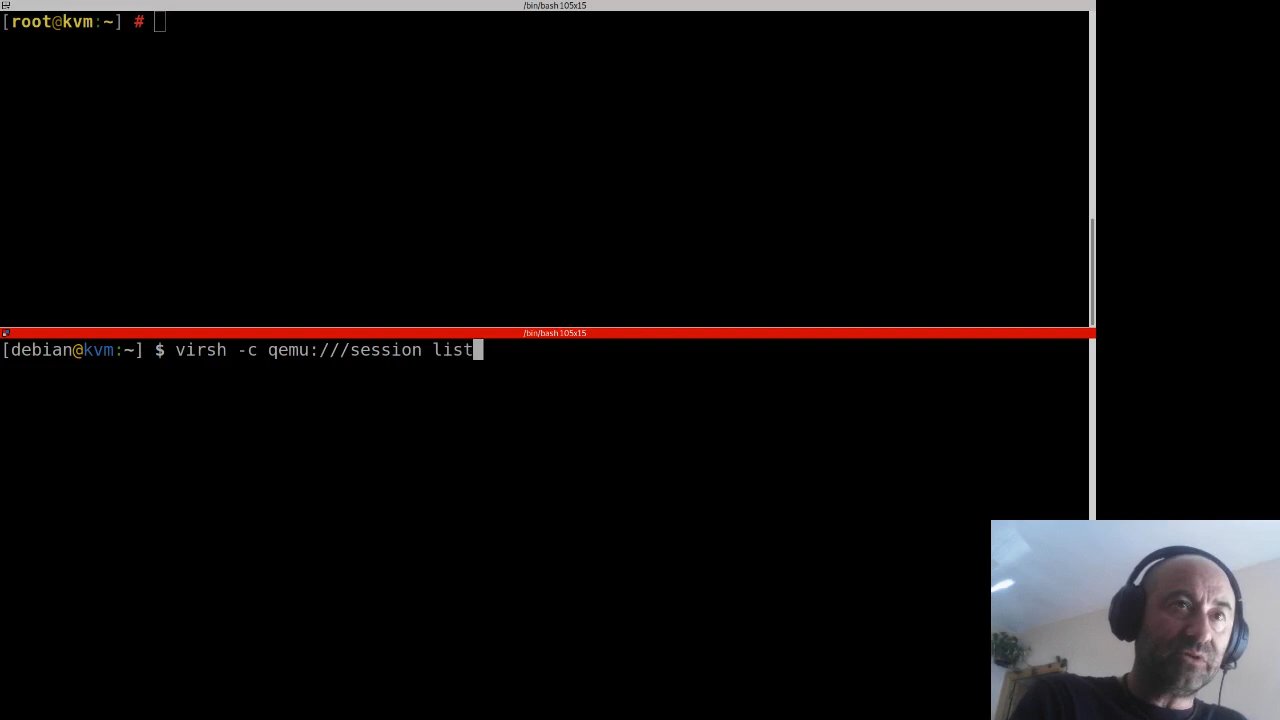 /bin/bash 105x15
[root@kvm:~] #
/bin/bash 105x15
[debian@kvm:~] $ virsh -c qemu:///session list